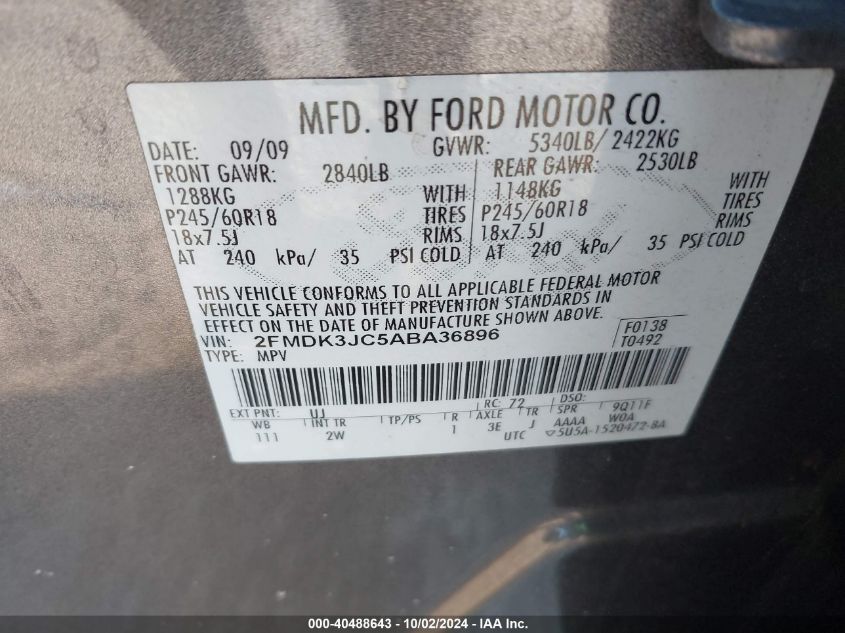 MFD. BY FORD MOTOR CO.
DATE: 09/09 GVWR: 5340LB/ 2422KG
FRONT GAWR: 2840LB REAR GAWR: 2530LB
1288KG WITH 1148KG WITH
P245/60R18 TIRES P245/60R18 TIRES
18x7.5J RIMS 18x7.5J RIMS
AT 240 kPa/ 35 PSI COLD AT 240 kPa/ 35 PSI COLD
THIS VEHICLE CONFORMS TO ALL APPLICABLE FEDERAL MOTOR
VEHICLE SAFETY AND THEFT PREVENTION STANDARDS IN
EFFECT ON THE DATE OF MANUFACTURE SHOWN ABOVE.
VIN: 2FMDK3JC5ABA36896 F0138
TYPE: MPV T0492
EXT PNT: UJ RC: 72 DSO: 9Q11F
WB INT TR TP/PS R AXLE TR SPR W0A
111 2W 1 3E J AAAA
UTC 5U5A-1520472-BA
000-40488643 - 10/02/2024 - IAA Inc.